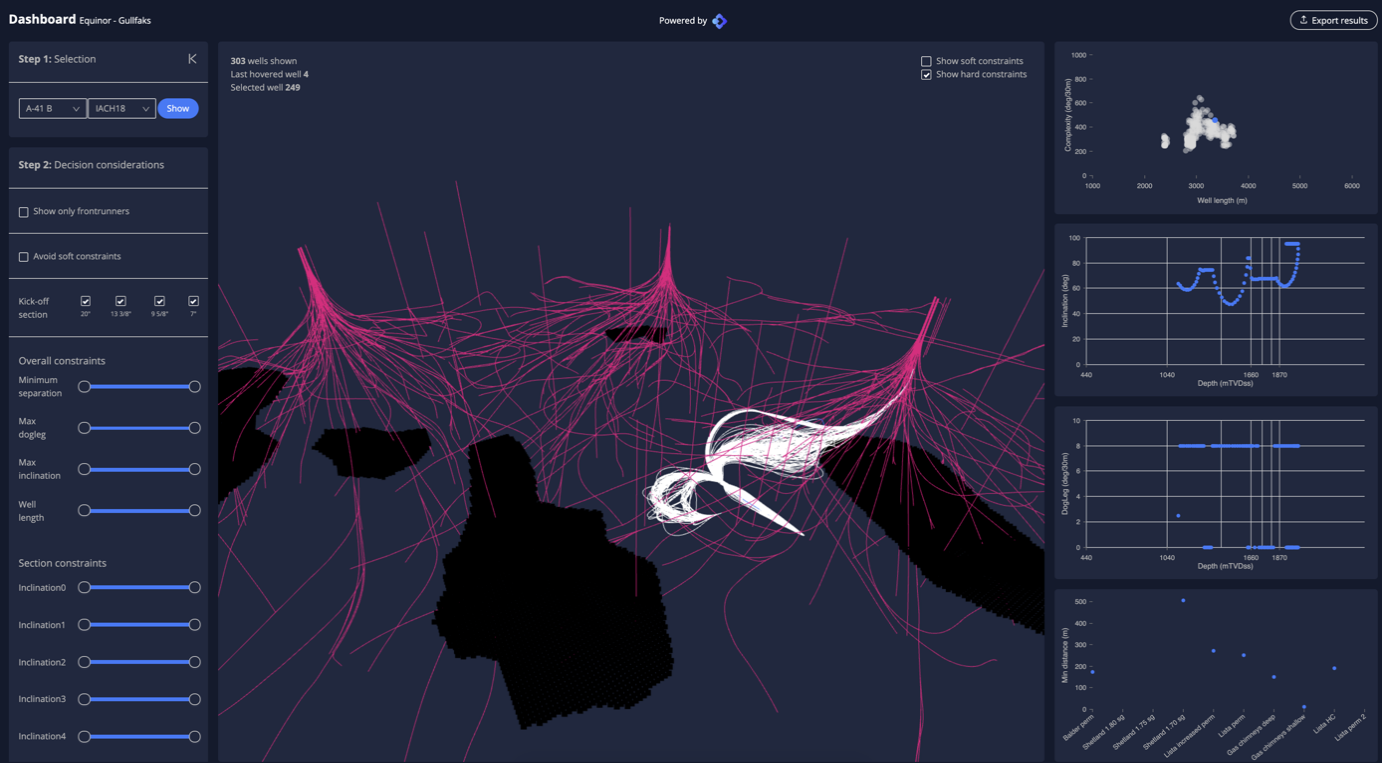 Dashboard Equinor - Gullfaks
Powered by
Export results
Step 1: Selection
A-41 B
IACH18
Show
Step 2: Decision considerations
Show only frontrunners
Avoid soft constraints
Kick-off section
20"
13 3/8"
9 5/8"
7"
Overall constraints
Minimum separation
Max dogleg
Max inclination
Well length
Section constraints
Inclination0
Inclination1
Inclination2
Inclination3
Inclination4
303 wells shown
Last hovered well 4
Selected well 249
Show soft constraints
Show hard constraints
Complexity (deg/30m)
1000
800
600
400
200
0
1000 2000 3000 4000 5000 6000
Well length (m)
Inclination (deg)
100
80
60
40
20
0
440 1040 1660 1870
Depth (mTVDss)
DogLeg (deg/30m)
10
8
6
4
2
0
440 1040 1660 1870
Depth (mTVDss)
Min distance (m)
500
400
300
200
100
0
Balder perm
Shetland 1.80 sg
Shetland 1.75 sg
Shetland 1.70 sg
Lista increased perm
Lista perm
Gas chimneys deep
Gas chimneys shallow
Lista HC
Lista perm 2